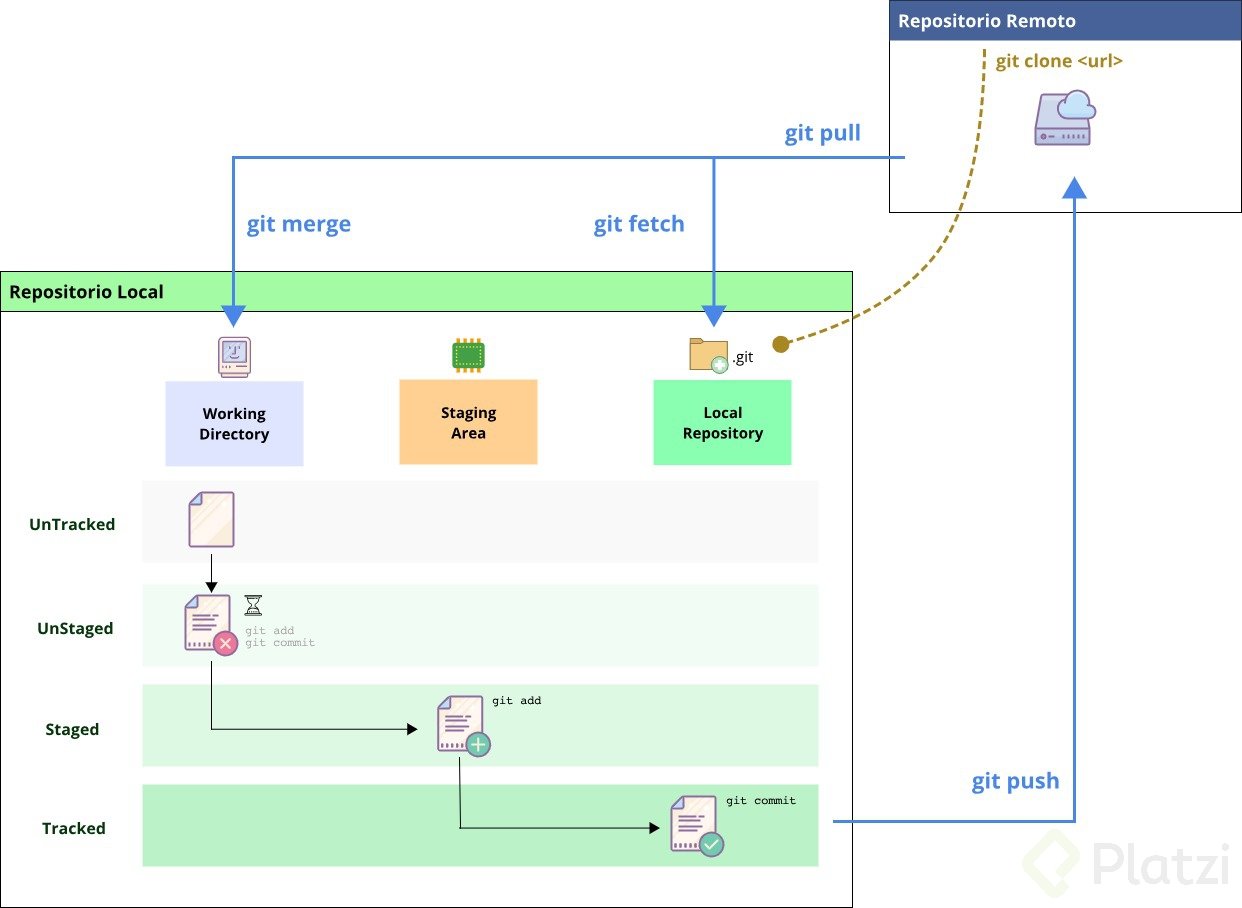 Repositorio Remoto
git clone <url>
git pull
git merge
git fetch
Repositorio Local
.git
Working
Directory
Staging
Area
Local
Repository
UnTracked
UnStaged
git add
git commit
Staged
git add
git push
Tracked
git commit
Platzi